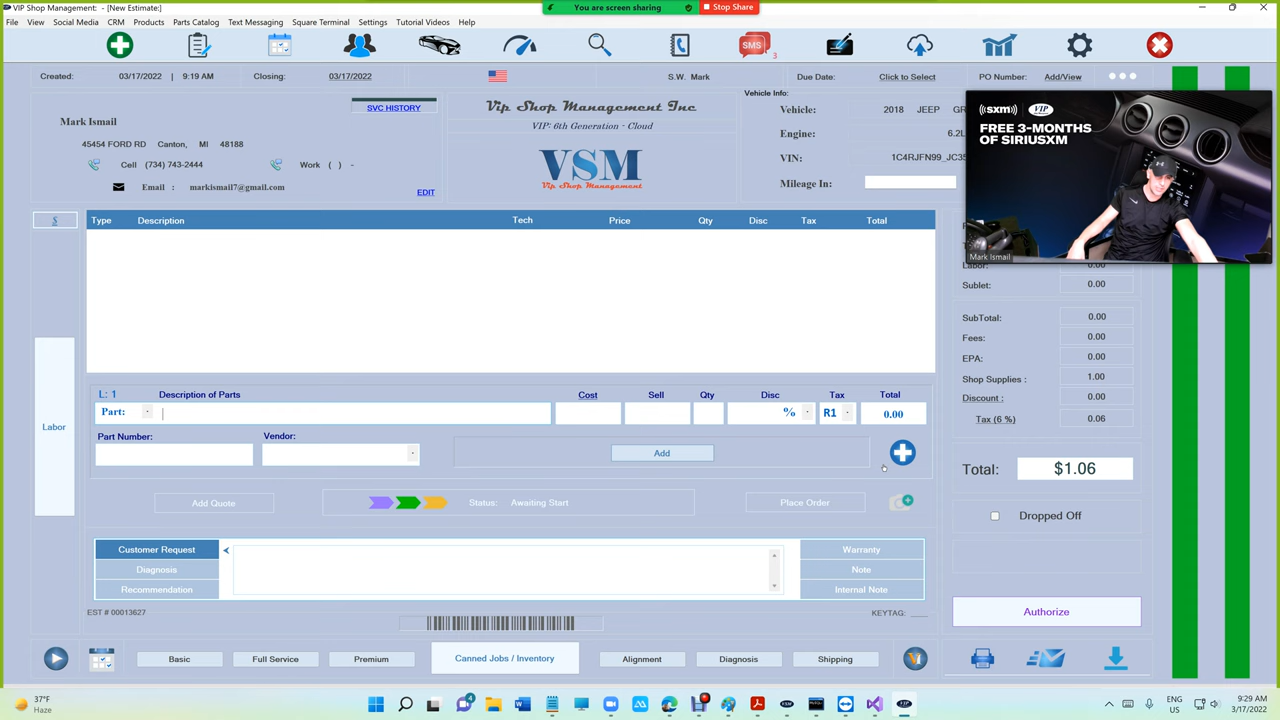 VIP Shop Management: - [New Estimate:]
You are screen sharing
Stop Share
File View Social Media CRM Products Parts Catalog Text Messaging Square Terminal Settings Tutorial Videos Help
SMS 3
Created: 03/17/2022 | 9:19 AM Closing: 03/17/2022 S.W. Mark Due Date: Click to Select PO Number: Add/View
Mark Ismail
SVC HISTORY
45454 FORD RD Canton, MI 48188
Cell (734) 743-2444 Work ( ) -
Email : markismail7@gmail.com
EDIT
Vip Shop Management Inc
VIP: 6th Generation - Cloud
VSM
Vip Shop Management
Vehicle Info:
Vehicle: 2018 JEEP GR
Engine: 6.2L
VIN: 1C4RJFN99_JC35
Mileage In:
((sxm)) VIP
FREE 3-MONTHS
OF SIRIUSXM
Mark Ismail
$ Type Description Tech Price Qty Disc Tax Total
Labor: 0.00
Sublet: 0.00
SubTotal: 0.00
Fees: 0.00
EPA: 0.00
Shop Supplies : 1.00
Discount: 0.00
Tax (6 %) 0.06
Total: $1.06
Dropped Off
Authorize
Labor
L: 1 Description of Parts Cost Sell Qty Disc Tax Total
Part: % R1 0.00
Part Number: Vendor:
Add
Add Quote Status: Awaiting Start Place Order
Customer Request
Diagnosis
Recommendation
Warranty
Note
Internal Note
EST # 00013627 KEYTAG: ___
Basic Full Service Premium Canned Jobs / Inventory Alignment Diagnosis Shipping
37°F
Haze
4
ENG
US
9:29 AM
3/17/2022